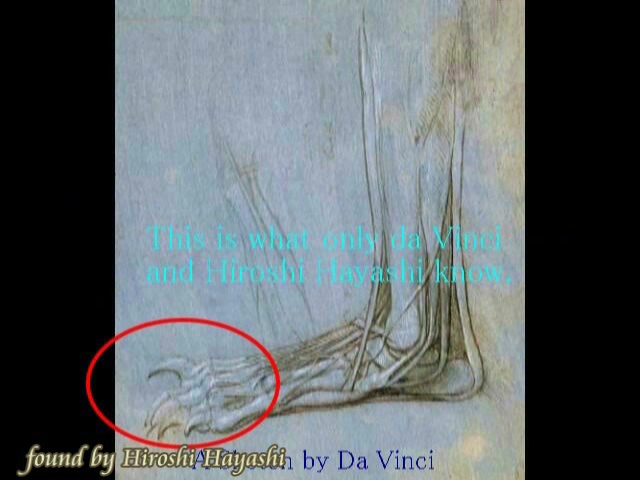 This is what only da Vinci
and Hiroshi Hayashi know.
by Da Vinci
found by Hiroshi Hayashi